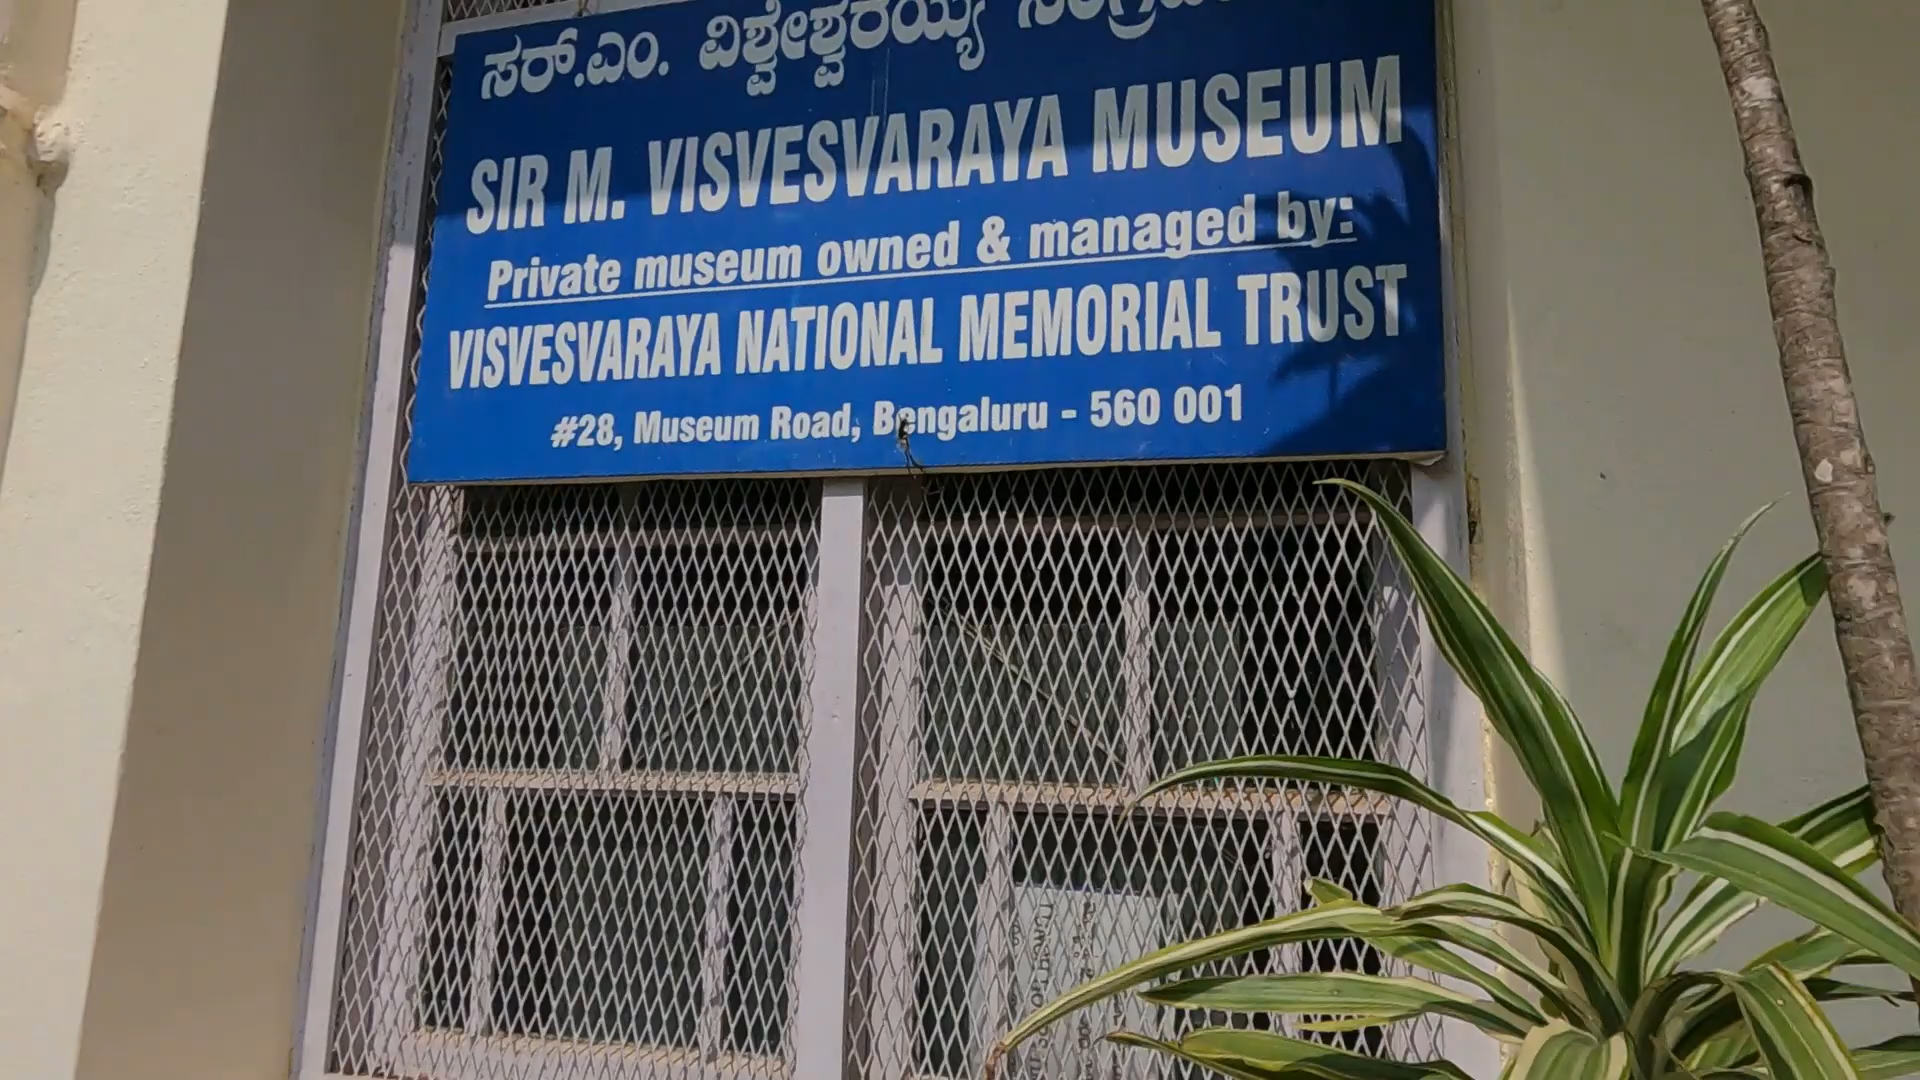 ಸರ್.ಎಂ. ವಿಶ್ವೇಶ್ವರಯ್ಯ
SIR M. VISVESVARAYA MUSEUM
Private museum owned & managed by:
VISVESVARAYA NATIONAL MEMORIAL TRUST
#28, Museum Road, Bengaluru - 560 001